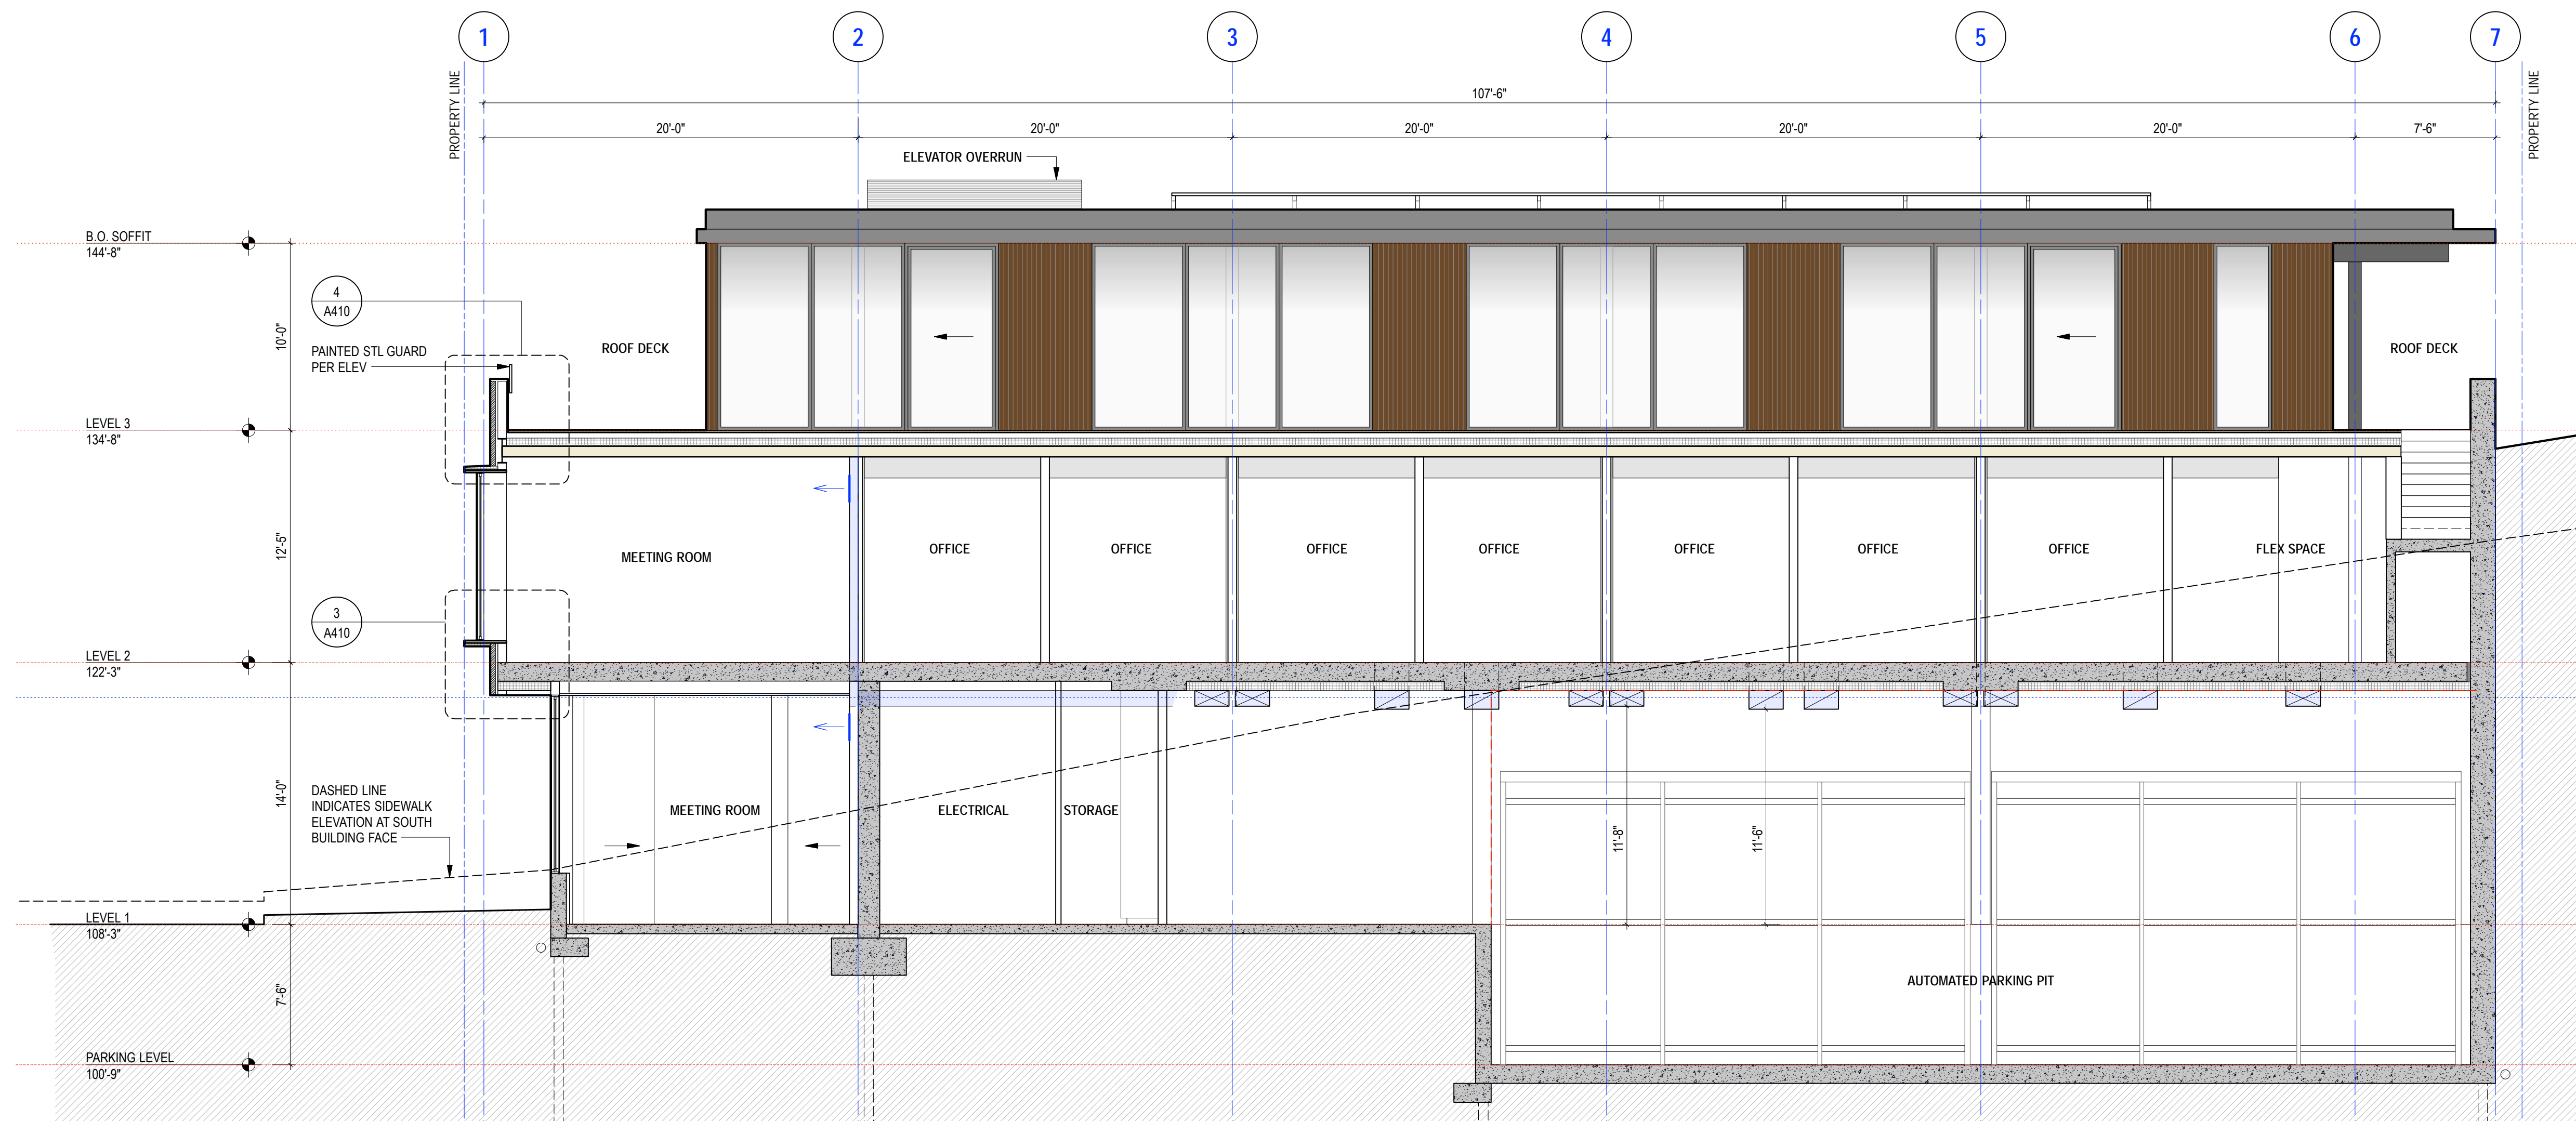 1
2
3
4
5
6
7
PROPERTY LINE
PROPERTY LINE
107'-6"
20'-0"
20'-0"
20'-0"
20'-0"
20'-0"
7'-6"
ELEVATOR OVERRUN
B.O. SOFFIT
144'-8"
4
A410
10'-0"
PAINTED STL GUARD
PER ELEV
ROOF DECK
ROOF DECK
LEVEL 3
134'-8"
12'-5"
MEETING ROOM
OFFICE
OFFICE
OFFICE
OFFICE
OFFICE
OFFICE
OFFICE
FLEX SPACE
3
A410
LEVEL 2
122'-3"
14'-0"
DASHED LINE
INDICATES SIDEWALK
ELEVATION AT SOUTH
BUILDING FACE
MEETING ROOM
ELECTRICAL
STORAGE
11'-8"
11'-6"
LEVEL 1
108'-3"
7'-6"
AUTOMATED PARKING PIT
PARKING LEVEL
100'-9"